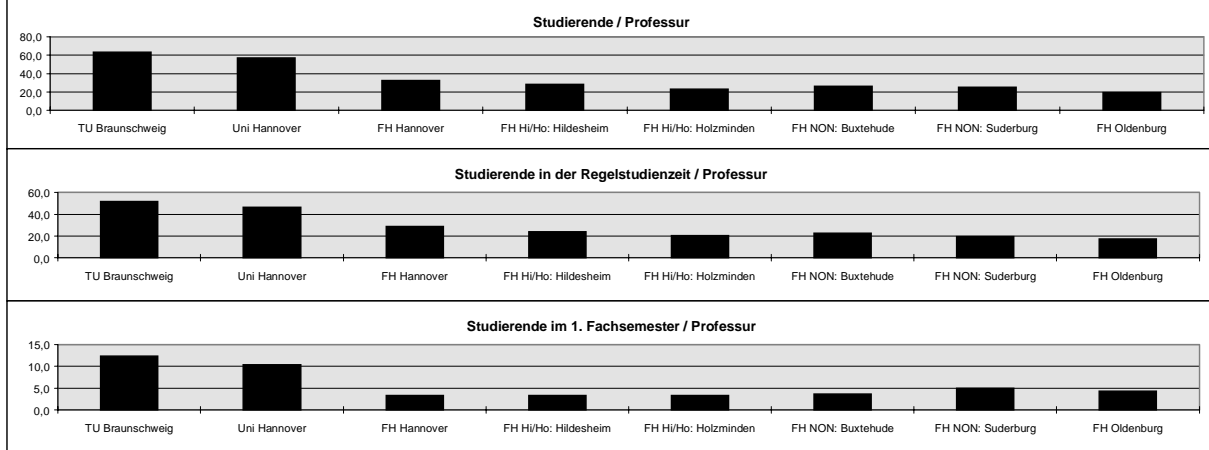 Studierende / Professur
80,0
60,0
40,0
20,0
0,0
TU Braunschweig Uni Hannover FH Hannover FH Hi/Ho: Hildesheim FH Hi/Ho: Holzminden FH NON: Buxtehude FH NON: Suderburg FH Oldenburg
Studierende in der Regelstudienzeit / Professur
60,0
40,0
20,0
0,0
TU Braunschweig Uni Hannover FH Hannover FH Hi/Ho: Hildesheim FH Hi/Ho: Holzminden FH NON: Buxtehude FH NON: Suderburg FH Oldenburg
Studierende im 1. Fachsemester / Professur
15,0
10,0
5,0
0,0
TU Braunschweig Uni Hannover FH Hannover FH Hi/Ho: Hildesheim FH Hi/Ho: Holzminden FH NON: Buxtehude FH NON: Suderburg FH Oldenburg